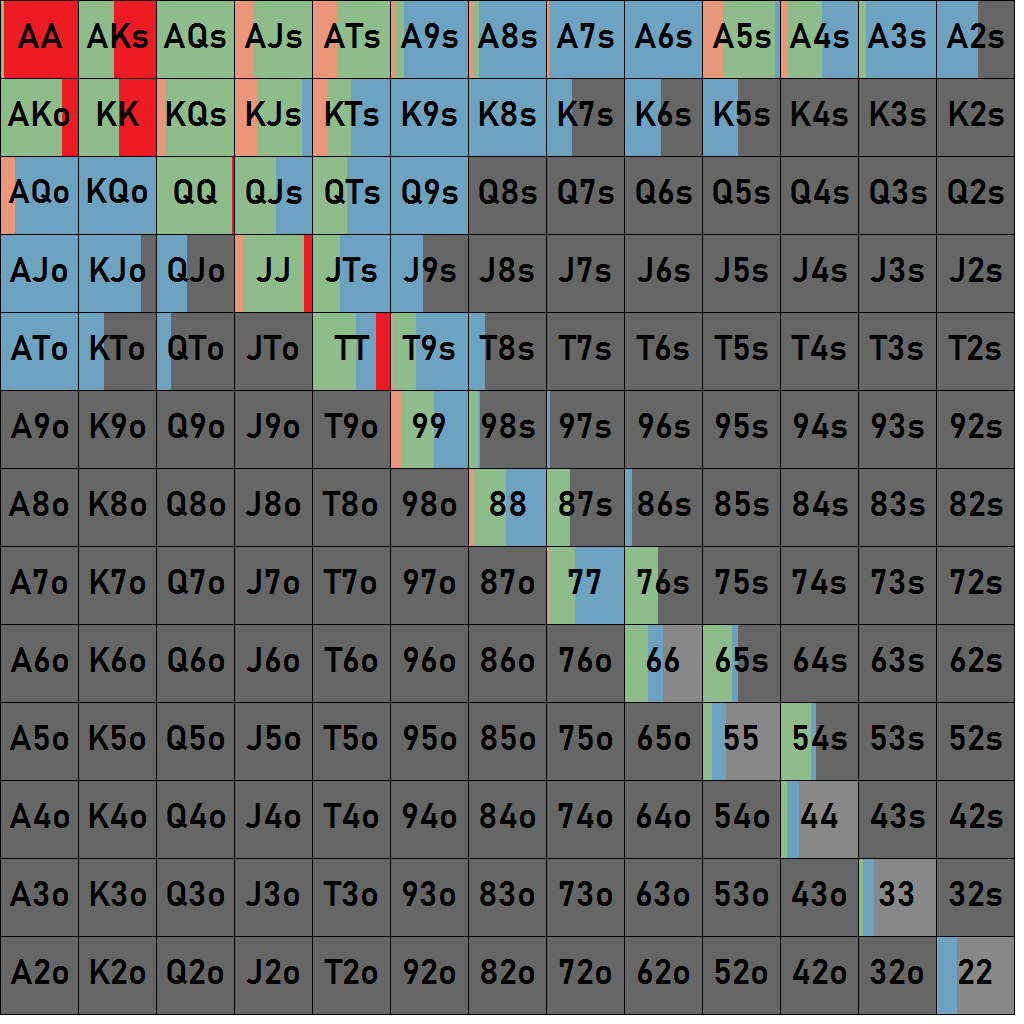 AA AKs AQs AJs ATs A9s A8s A7s A6s A5s A4s A3s A2s
AKo KK KQs KJs KTs K9s K8s K7s K6s K5s K4s K3s K2s
AQo KQo QQ QJs QTs Q9s Q8s Q7s Q6s Q5s Q4s Q3s Q2s
AJo KJo QJo JJ JTs J9s J8s J7s J6s J5s J4s J3s J2s
ATo KTo QTo JTo TT T9s T8s T7s T6s T5s T4s T3s T2s
A9o K9o Q9o J9o T9o 99 98s 97s 96s 95s 94s 93s 92s
A8o K8o Q8o J8o T8o 98o 88 87s 86s 85s 84s 83s 82s
A7o K7o Q7o J7o T7o 97o 87o 77 76s 75s 74s 73s 72s
A6o K6o Q6o J6o T6o 96o 86o 76o 66 65s 64s 63s 62s
A5o K5o Q5o J5o T5o 95o 85o 75o 65o 55 54s 53s 52s
A4o K4o Q4o J4o T4o 94o 84o 74o 64o 54o 44 43s 42s
A3o K3o Q3o J3o T3o 93o 83o 73o 63o 53o 43o 33 32s
A2o K2o Q2o J2o T2o 92o 82o 72o 62o 52o 42o 32o 22